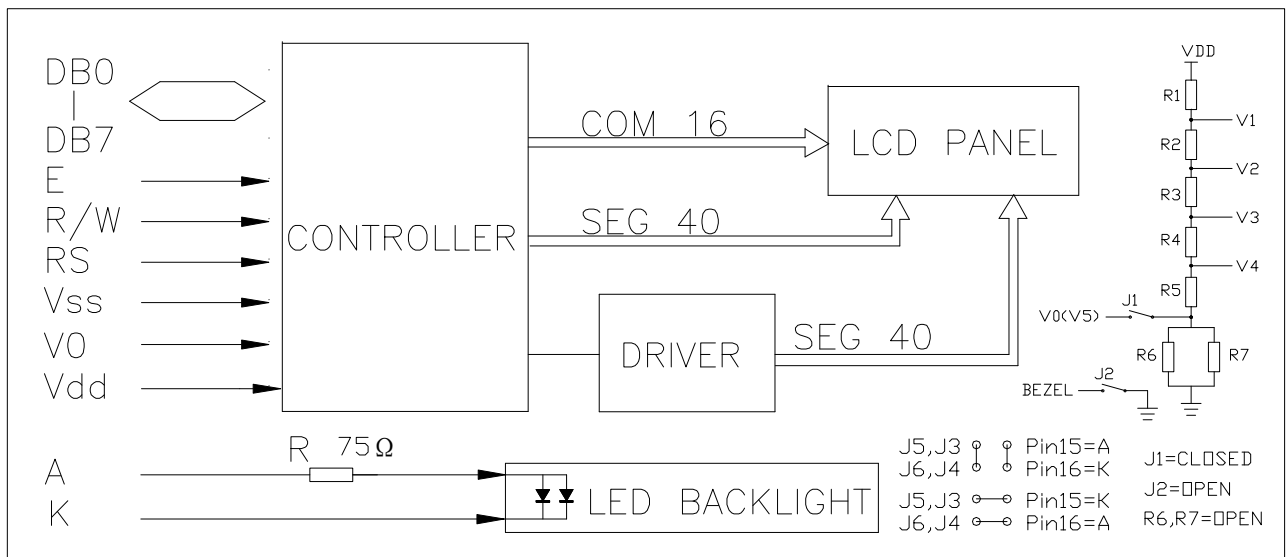 DB0
|
DB7
E
R/W
RS
Vss
V0
Vdd
CONTROLLER
COM 16
SEG 40
DRIVER
SEG 40
LCD PANEL
A
K
R 75Ω
LED BACKLIGHT
VDD
R1
V1
R2
V2
R3
V3
R4
V4
R5
V0(V5)
J1
R6
R7
BEZEL
J2
J5,J3 Pin15=A
J6,J4 Pin16=K
J5,J3 Pin15=K
J6,J4 Pin16=A
J1=CLOSED
J2=OPEN
R6,R7=OPEN